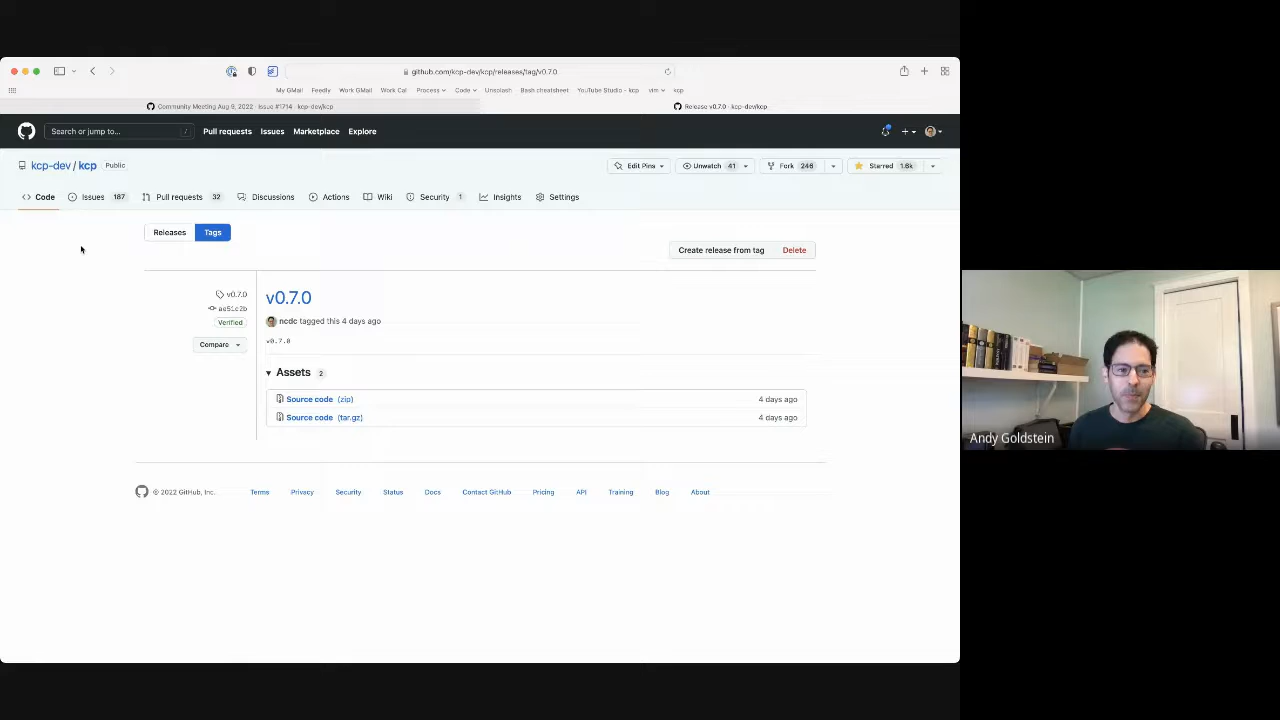 github.com/kcp-dev/kcp/releases/tag/v0.7.0
My GMail Feedly Work GMail Work Cal Process Code Unsplash Bash cheatsheet YouTube Studio - kcp vim kcp
Community Meeting Aug 9, 2022 · Issue #1714 · kcp-dev/kcp
Release v0.7.0 · kcp-dev/kcp
Search or jump to... /
Pull requests Issues Marketplace Explore
kcp-dev / kcp Public
Edit Pins Unwatch 41 Fork 246 Starred 1.6k
Code Issues 187 Pull requests 32 Discussions Actions Wiki Security 1 Insights Settings
Releases Tags
Create release from tag Delete
v0.7.0
ae51c2b
Verified
Compare
v0.7.0
ncdc tagged this 4 days ago
v0.7.0
Assets 2
Source code (zip) 4 days ago
Source code (tar.gz) 4 days ago
© 2022 GitHub, Inc. Terms Privacy Security Status Docs Contact GitHub Pricing API Training Blog About
Andy Goldstein